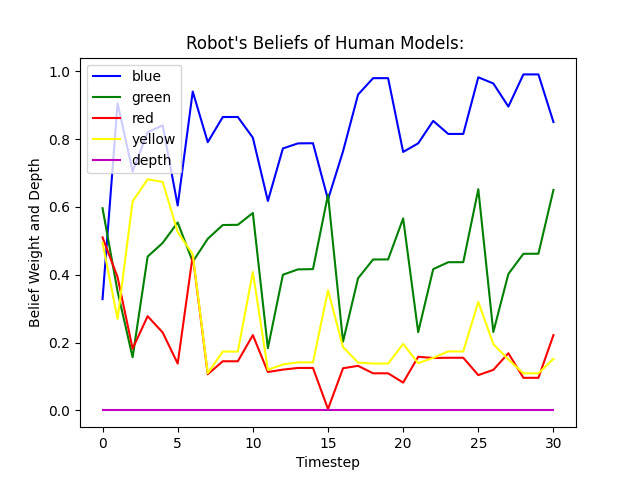 Robot's Beliefs of Human Models:
1.0
0.8
0.6
0.4
0.2
0.0
Belief Weight and Depth
blue
green
red
yellow
depth
0 5 10 15 20 25 30
Timestep